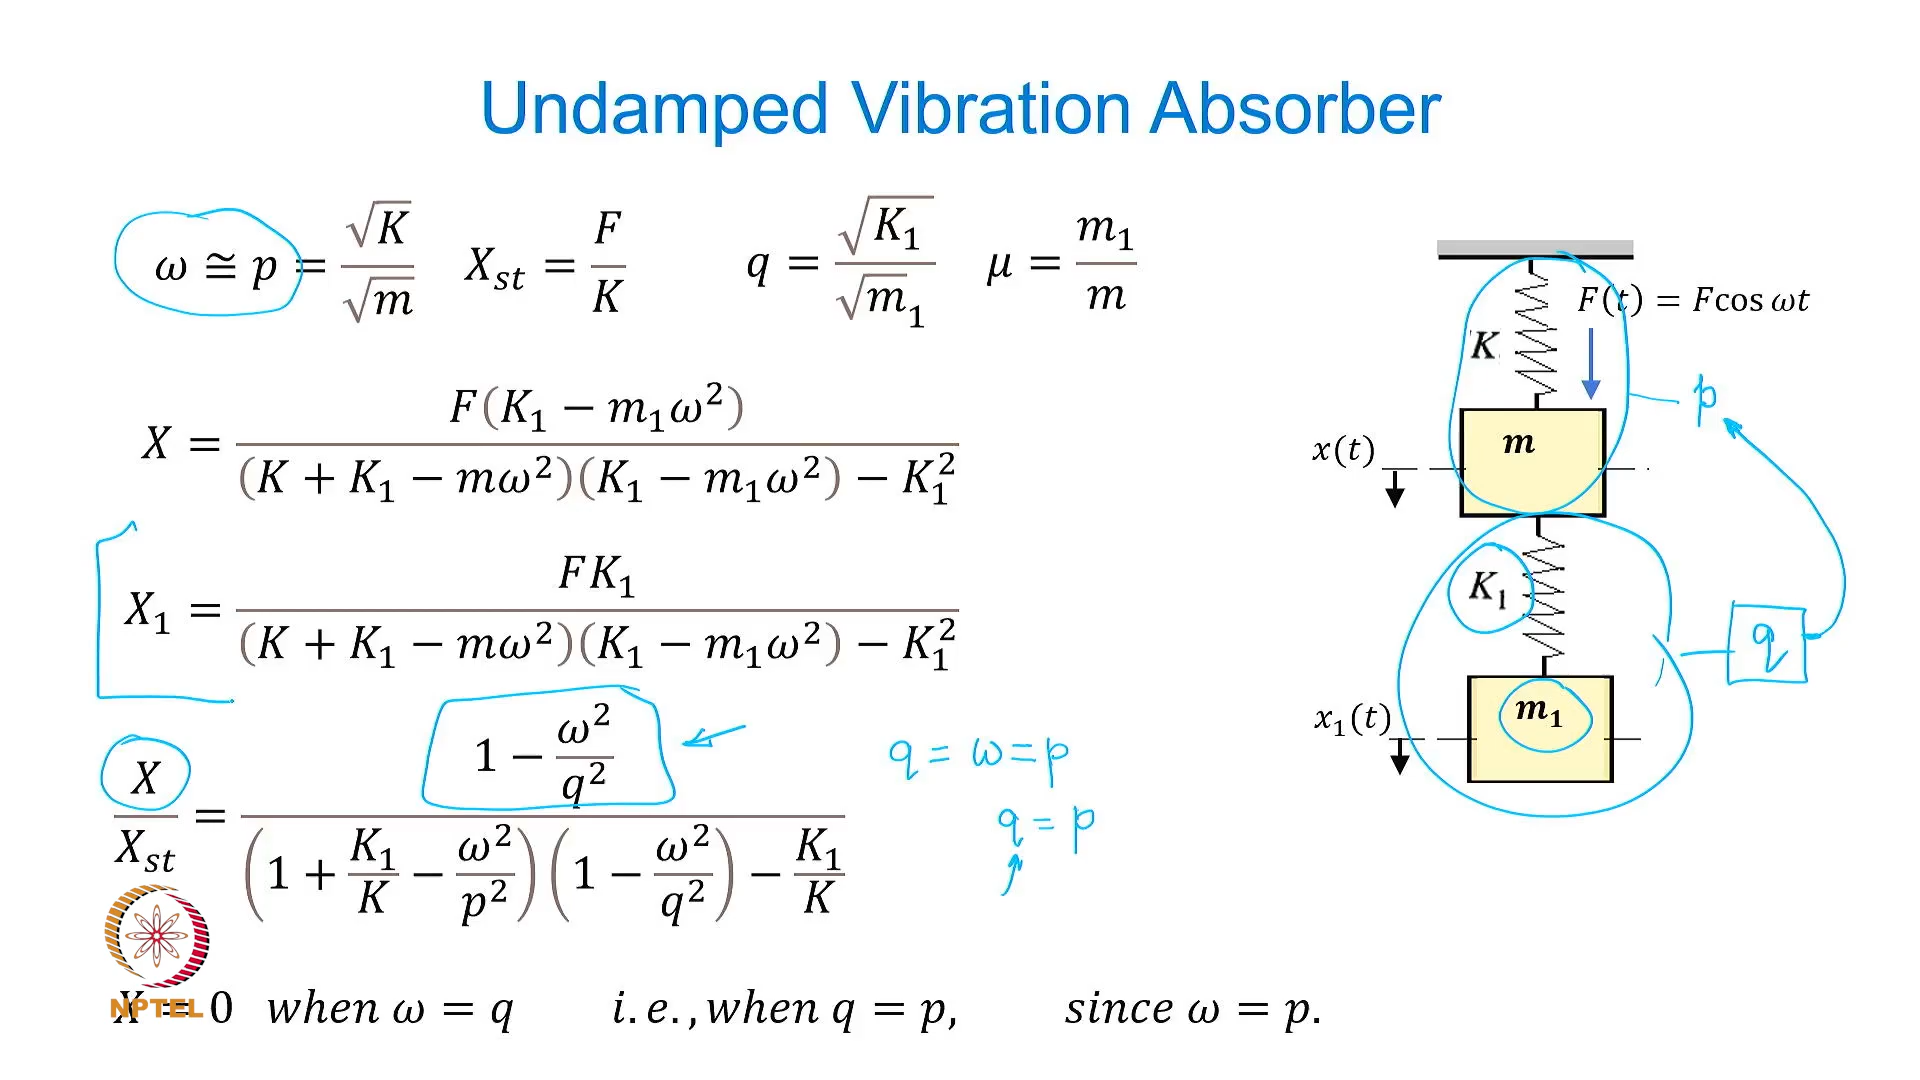 Undamped Vibration Absorber
ω ≅ p = √K / √m    X_st = F / K    q = √K₁ / √m₁    μ = m₁ / m
F(t) = Fcos ωt
K
p
X = F(K₁ − m₁ω²) / (K + K₁ − mω²)(K₁ − m₁ω²) − K₁²
m
x(t)
X₁ = FK₁ / (K + K₁ − mω²)(K₁ − m₁ω²) − K₁²
K₁
q
m₁
x₁(t)
X / X_st = 1 − ω²/q² / (1 + K₁/K − ω²/p²)(1 − ω²/q²) − K₁/K
q = ω = p
q = p
NPTEL
X = 0 when ω = q    i.e., when q = p,    since ω = p.